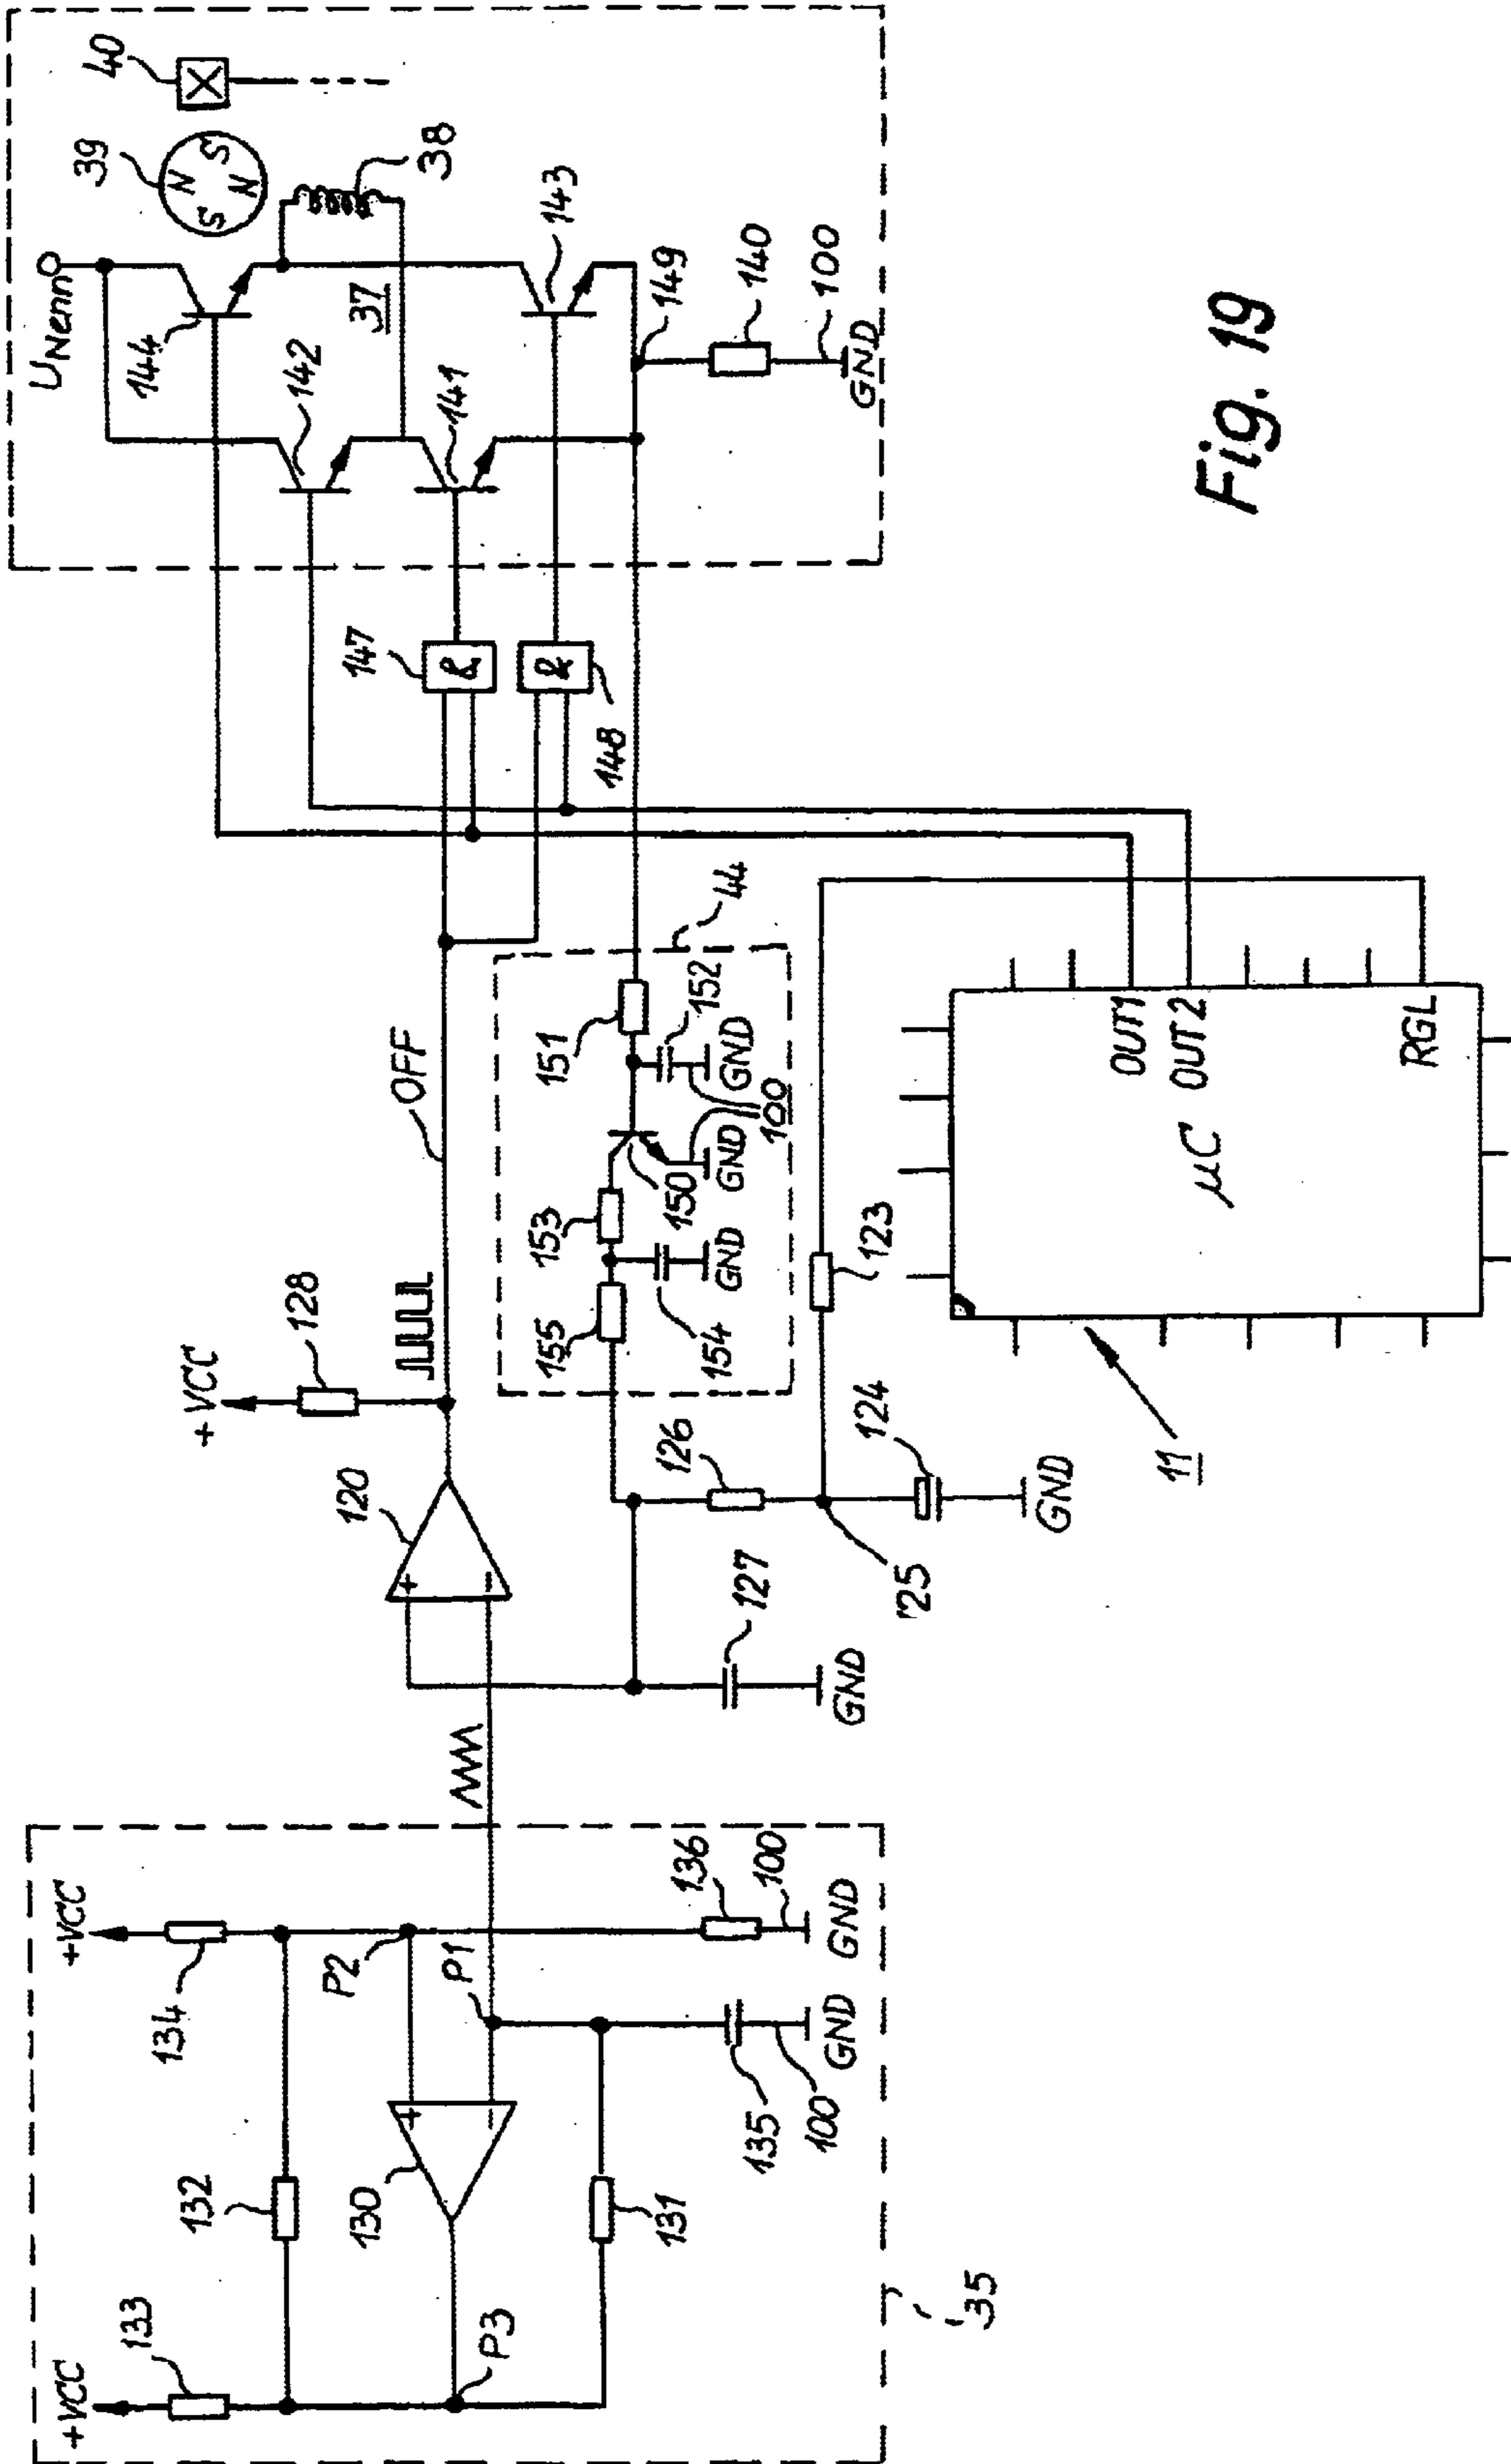 +VCC
133
132
134
+VCC
130
P3
P2
P1
131
135
100
GND
136
100
GND
35
120
+
−
+
−
+VCC
128
OFF
127
GND
126
125
124
GND
155
154
GND
153
150
GND
151
152
GND
100
44
123
11
µC
OUT1
OUT2
RGL
147
&
148
&
UNenn
144
142
141
37
143
38
39
N
S
N
S
40
149
140
100
GND
Fig. 19